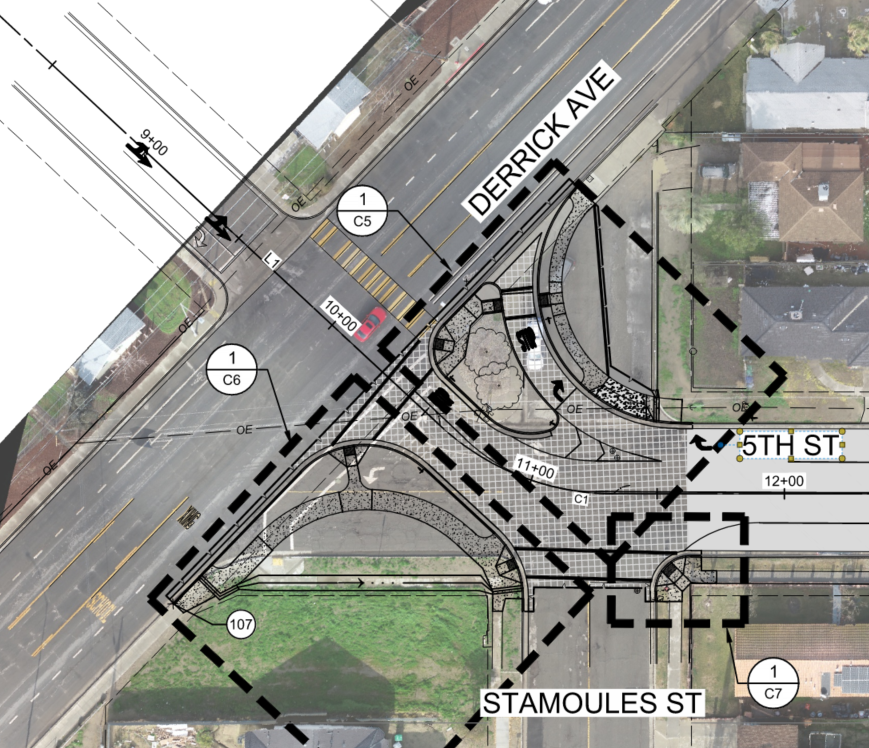 OE
DERRICK AVE
9+00
1
C5
OE
L1
10+00
OE
1
C6
OE
OE
OE
OE
5TH ST
OE
11+00
C1
12+00
107
1
C7
STAMOULES ST